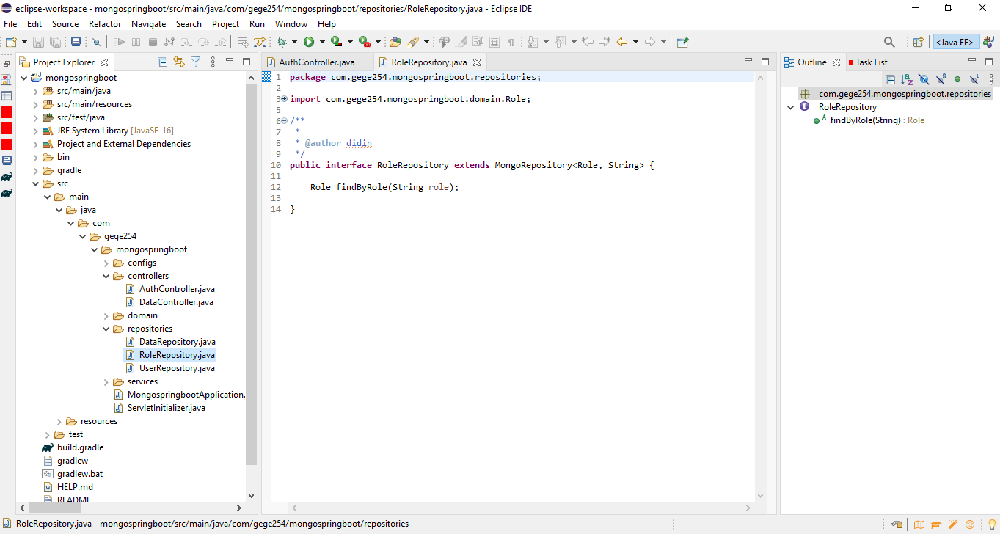 eclipse-workspace - mongospringboot/src/main/java/com/gege254/mongospringboot/repositories/RoleRepository.java - Eclipse IDE
File Edit Source Refactor Navigate Search Project Run Window Help
<Java EE>
Project Explorer
mongospringboot
src/main/java
src/main/resources
src/test/java
JRE System Library [JavaSE-16]
Project and External Dependencies
bin
gradle
src
main
java
com
gege254
mongospringboot
configs
controllers
AuthController.java
DataController.java
domain
repositories
DataRepository.java
RoleRepository.java
UserRepository.java
services
MongospringbootApplication.
ServletInitializer.java
resources
test
build.gradle
gradlew
gradlew.bat
HELP.md
README
AuthController.java RoleRepository.java
1 package com.gege254.mongospringboot.repositories;
2
3 import com.gege254.mongospringboot.domain.Role;
5
6 /**
7 *
8 * @author didin
9 */
10 public interface RoleRepository extends MongoRepository<Role, String> {
11
12 Role findByRole(String role);
13
14 }
Outline Task List
com.gege254.mongospringboot.repositories
RoleRepository
findByRole(String) : Role
RoleRepository.java - mongospringboot/src/main/java/com/gege254/mongospringboot/repositories